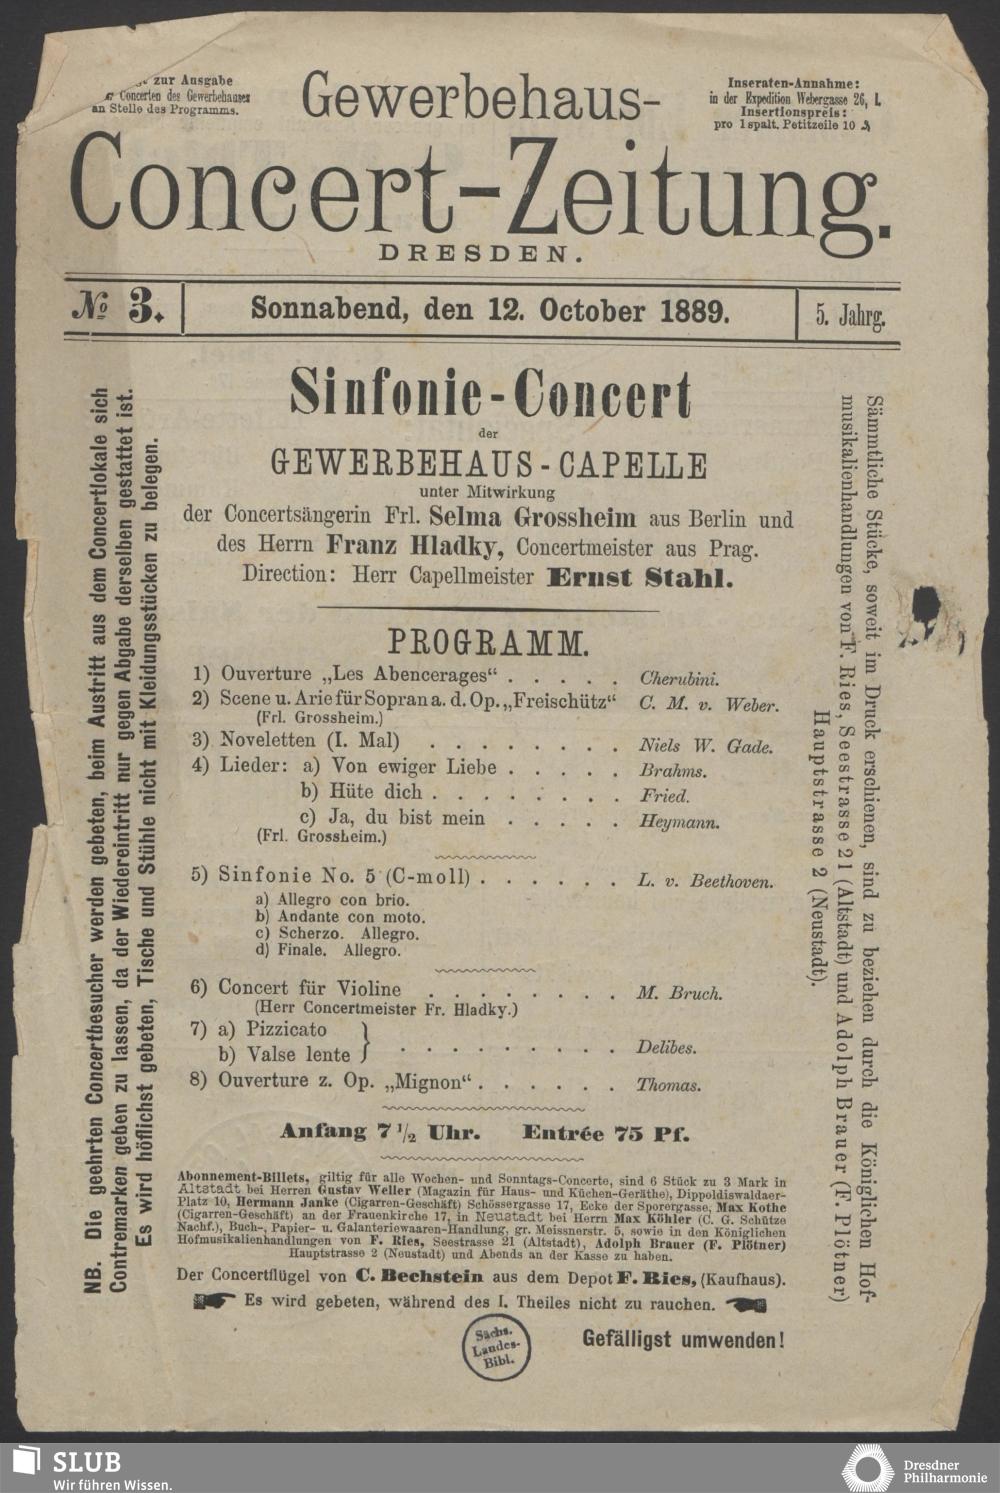 zur Ausgabe
Concerten des Gewerbehauses
an Stelle des Programms.
Gewerbehaus-
Inseraten-Annahme:
in der Expedition Webergasse 26, I.
Insertionspreis:
pro 1spalt. Petitzeile 10 ₰
Concert-Zeitung.
DRESDEN.
№ 3.
Sonnabend, den 12. October 1889.
5. Jahrg.
NB. Die geehrten Concertbesucher werden gebeten, beim Austritt aus dem Concertlokale sich
Contremarken geben zu lassen, da der Wiedereintritt nur gegen Abgabe derselben gestattet ist.
Es wird höflichst gebeten, Tische und Stühle nicht mit Kleidungsstücken zu belegen.
Sinfonie-Concert
der
GEWERBEHAUS-CAPELLE
unter Mitwirkung
der Concertsängerin Frl. Selma Grossheim aus Berlin und
des Herrn Franz Hladky, Concertmeister aus Prag.
Direction: Herr Capellmeister Ernst Stahl.
PROGRAMM.
1) Ouverture „Les Abencerages“ . . . . . Cherubini.
2) Scene u. Arie für Sopran a. d. Op. „Freischütz“ C. M. v. Weber.
(Frl. Grossheim.)
3) Noveletten (I. Mal) . . . . . . . . Niels W. Gade.
4) Lieder: a) Von ewiger Liebe . . . . . Brahms.
b) Hüte dich . . . . . . . . Fried.
c) Ja, du bist mein . . . . . Heymann.
(Frl. Grossheim.)
5) Sinfonie No. 5 (C-moll) . . . . . . L. v. Beethoven.
a) Allegro con brio.
b) Andante con moto.
c) Scherzo. Allegro.
d) Finale. Allegro.
6) Concert für Violine . . . . . . . . M. Bruch.
(Herr Concertmeister Fr. Hladky.)
7) a) Pizzicato
b) Valse lente } . . . . . . . . . Delibes.
8) Ouverture z. Op. „Mignon“ . . . . . . Thomas.
Anfang 7 1/2 Uhr. Entrée 75 Pf.
Abonnement-Billets, giltig für alle Wochen- und Sonntags-Concerte, sind 6 Stück zu 3 Mark in
Altstadt bei Herren Gustav Weller (Magazin für Haus- und Küchen-Geräthe), Dippoldiswaldaer-
Platz 10, Hermann Janke (Cigarren-Geschäft) Schössergasse 17, Ecke der Sporergasse, Max Kothe
(Cigarren-Geschäft) an der Frauenkirche 17, in Neustadt bei Herrn Max Köhler (C. G. Schütze
Nachf.), Buch-, Papier- u. Galanteriewaaren-Handlung, gr. Meissnerstr. 5, sowie in den Königlichen
Hofmusikalienhandlungen von F. Ries, Seestrasse 21 (Altstadt), Adolph Brauer (F. Plötner)
Hauptstrasse 2 (Neustadt) und Abends an der Kasse zu haben.
Der Concertflügel von C. Bechstein aus dem Depot F. Ries, (Kaufhaus).
Es wird gebeten, während des I. Theiles nicht zu rauchen.
Gefälligst umwenden!
Sächs.
Landes-
Bibl.
Sämmtliche Stücke, soweit im Druck erschienen, sind zu beziehen durch die Königlichen Hof-
musikalienhandlungen von F. Ries, Seestrasse 21 (Altstadt) und Adolph Brauer (F. Plötner)
Hauptstrasse 2 (Neustadt).
SLUB
Wir führen Wissen.
Dresdner
Philharmonie